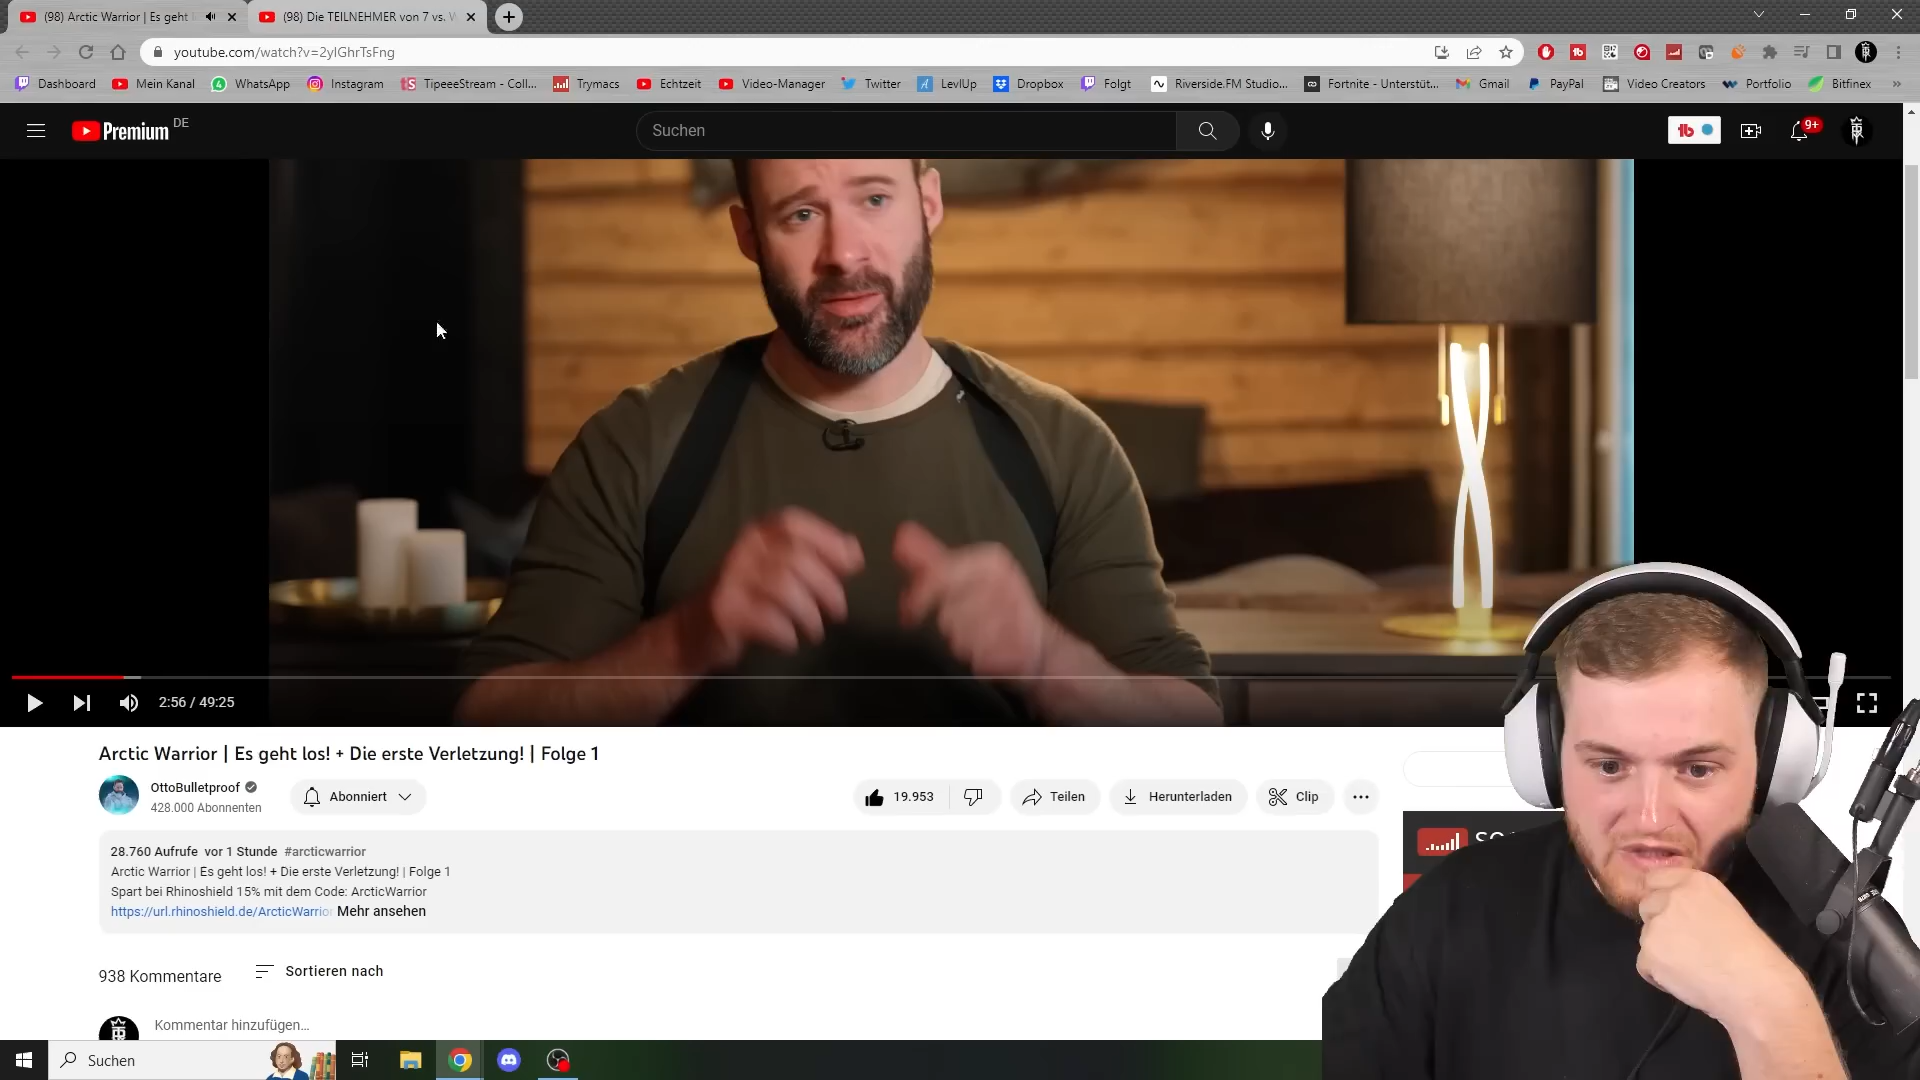 (98) Arctic Warrior | Es geht
(98) Die TEILNEHMER von 7 vs. W
youtube.com/watch?v=2ylGhrTsFng
Dashboard
Mein Kanal
4
WhatsApp
Instagram
TipeeeStream - Coll...
Trymacs
Echtzeit
Video-Manager
Twitter
LevlUp
Dropbox
Folgt
Riverside.FM Studio...
Fortnite - Unterstüt...
Gmail
PayPal
Video Creators
Portfolio
Bitfinex
»
Premium
DE
Suchen
9+
2:56 / 49:25
Arctic Warrior | Es geht los! + Die erste Verletzung! | Folge 1
OttoBulletproof
428.000 Abonnenten
Abonniert
19.953
Teilen
Herunterladen
Clip
28.760 Aufrufe vor 1 Stunde #arcticwarrior
Arctic Warrior | Es geht los! + Die erste Verletzung! | Folge 1
Spart bei Rhinoshield 15% mit dem Code: ArcticWarrior
https://url.rhinoshield.de/ArcticWarrior Mehr ansehen
938 Kommentare
Sortieren nach
Kommentar hinzufügen...
Suchen